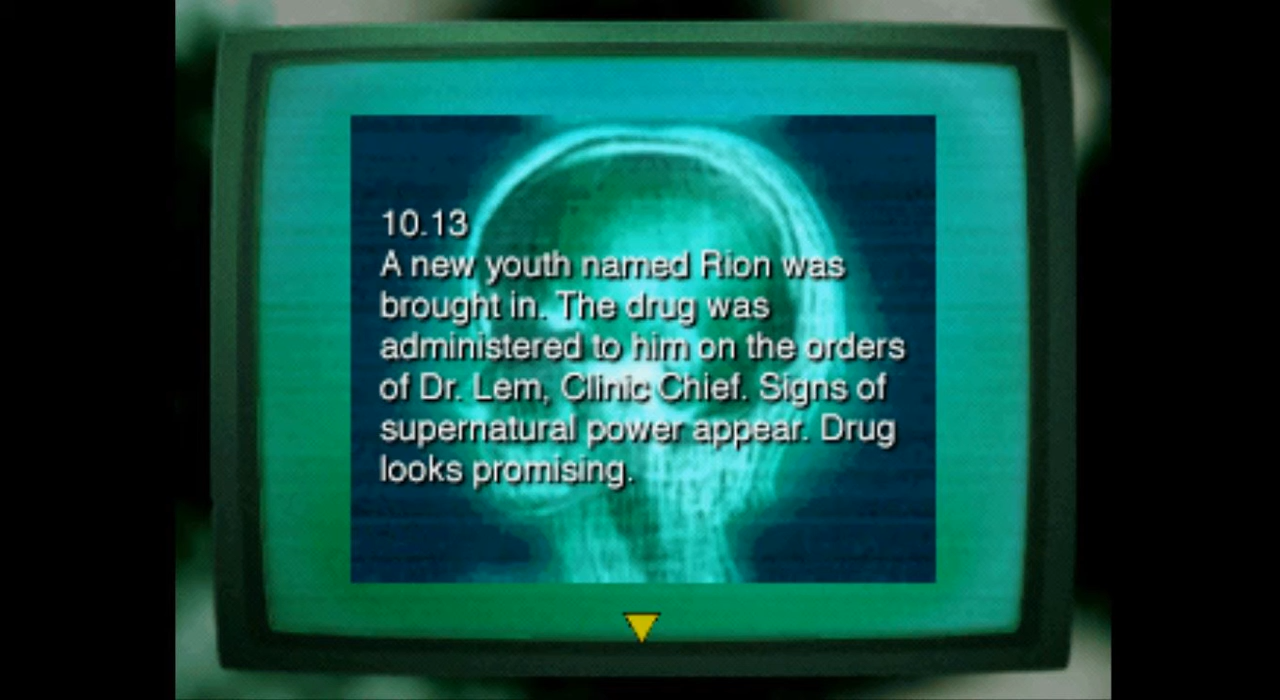 10.13
A new youth named Rion was
brought in. The drug was
administered to him on the orders
of Dr. Lem, Clinic Chief. Signs of
supernatural power appear. Drug
looks promising.